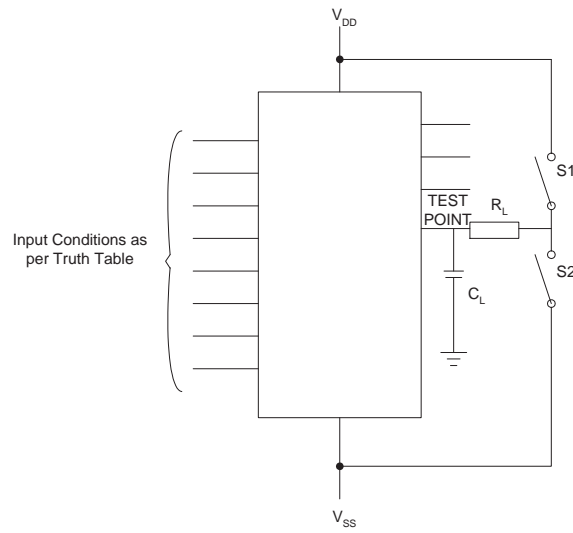 VDD
S1
TEST
POINT
RL
Input Conditions as
per Truth Table
S2
CL
VSS